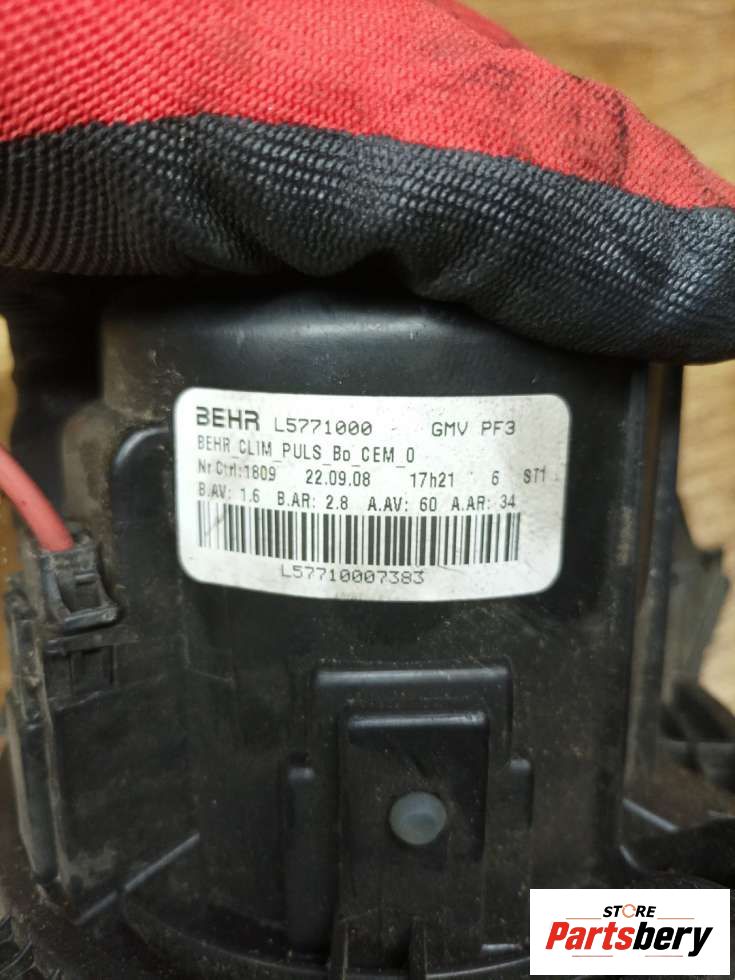 BEHR L5771000 GMV PF3
BEHR_CLIM_PULS_Bo_CEM_0
Nr Ctrl:1809 22.09.08 17h21 6 ST1
B.AV: 1.6 B.AR: 2.8 A.AV: 60 A.AR: 34
L57710007383
STORE
Partsbery